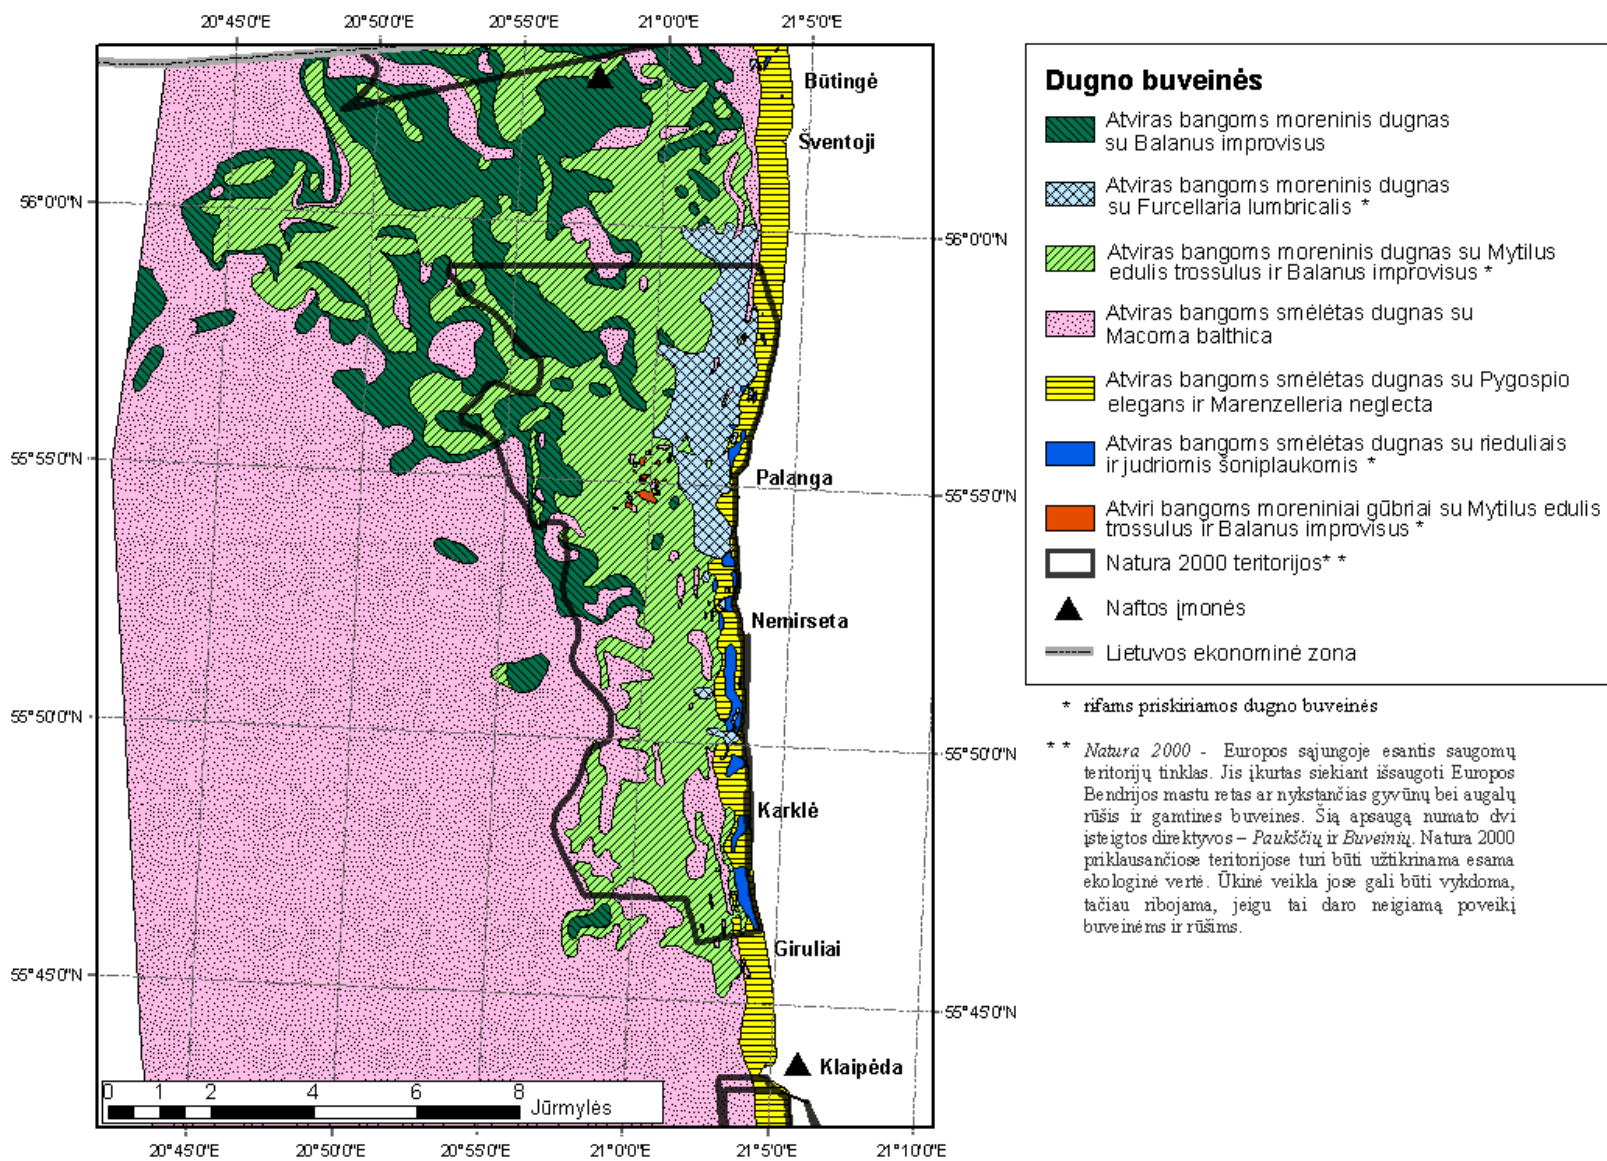 20°45'0"E 20°50'0"E 20°55'0"E 21°0'0"E 21°5'0"E
Būtingė
Šventoji
56°0'0"N
56°0'0"N
55°55'0"N
Palanga
55°55'0"N
Nemirseta
55°50'0"N
55°50'0"N
Karklė
Giruliai
55°45'0"N
55°45'0"N
Klaipėda
0 1 2 4 6 8
Jūrmylės
20°45'0"E 20°50'0"E 20°55'0"E 21°0'0"E 21°5'0"E 21°10'0"E
Dugno buveinės
Atviras bangoms moreninis dugnas
su Balanus improvisus
Atviras bangoms moreninis dugnas
su Furcellaria lumbricalis *
Atviras bangoms moreninis dugnas su Mytilus
edulis trossulus ir Balanus improvisus *
Atviras bangoms smėlėtas dugnas su
Macoma balthica
Atviras bangoms smėlėtas dugnas su Pygospio
elegans ir Marenzelleria neglecta
Atviras bangoms smėlėtas dugnas su rieduliais
ir judriomis šoniplaukomis *
Atviri bangoms moreniniai gūbriai su Mytilus edulis
trossulus ir Balanus improvisus *
Natura 2000 teritorijos* *
Naftos įmonės
Lietuvos ekonominė zona
* rifams priskiriamos dugno buveinės
* * Natura 2000 - Europos sąjungoje esantis saugomų
teritorijų tinklas. Jis įkurtas siekiant išsaugoti Europos
Bendrijos mastu retas ar nykstančias gyvūnų bei augalų
rūšis ir gamtines buveines. Šią apsaugą numato dvi
įsteigtos direktyvos – Paukščių ir Buveinių. Natura 2000
priklausančiose teritorijose turi būti užtikrinama esama
ekologinė vertė. Ūkinė veikla jose gali būti vykdoma,
tačiau ribojama, jeigu tai daro neigiamą poveikį
buveinėms ir rūšims.